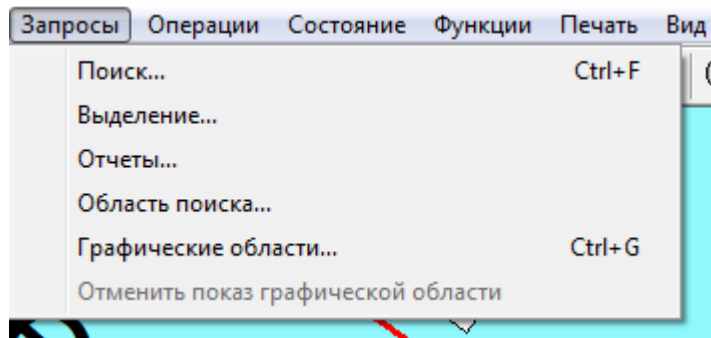 Запросы Операции Состояние Функции Печать Вид
Поиск... Ctrl+F
Выделение...
Отчеты...
Область поиска...
Графические области... Ctrl+G
Отменить показ графической области